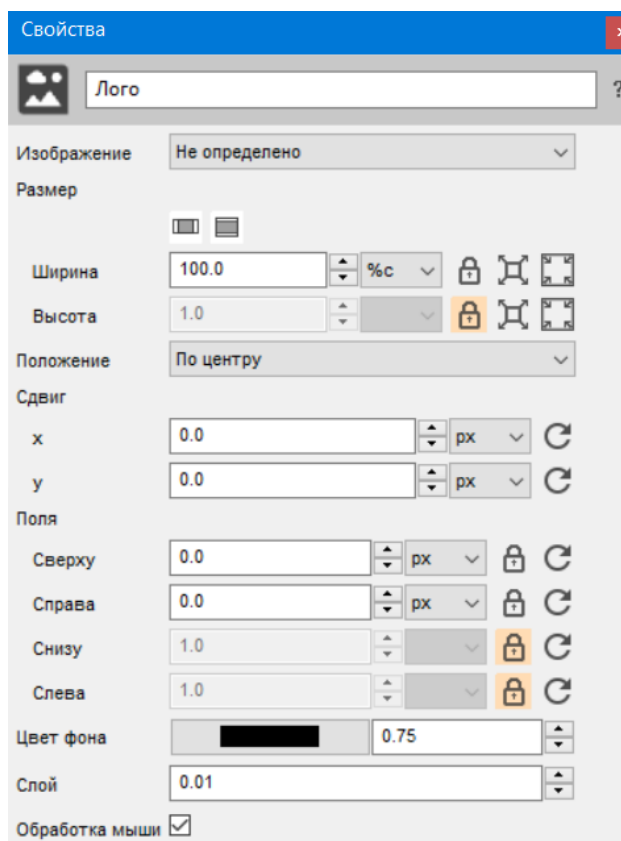 Свойства
Лого
?
Изображение Не определено
Размер
Ширина 100.0 %c
Высота 1.0
Положение По центру
Сдвиг
x 0.0 px
y 0.0 px
Поля
Сверху 0.0 px
Справа 0.0 px
Снизу 1.0
Слева 1.0
Цвет фона 0.75
Слой 0.01
Обработка мыши